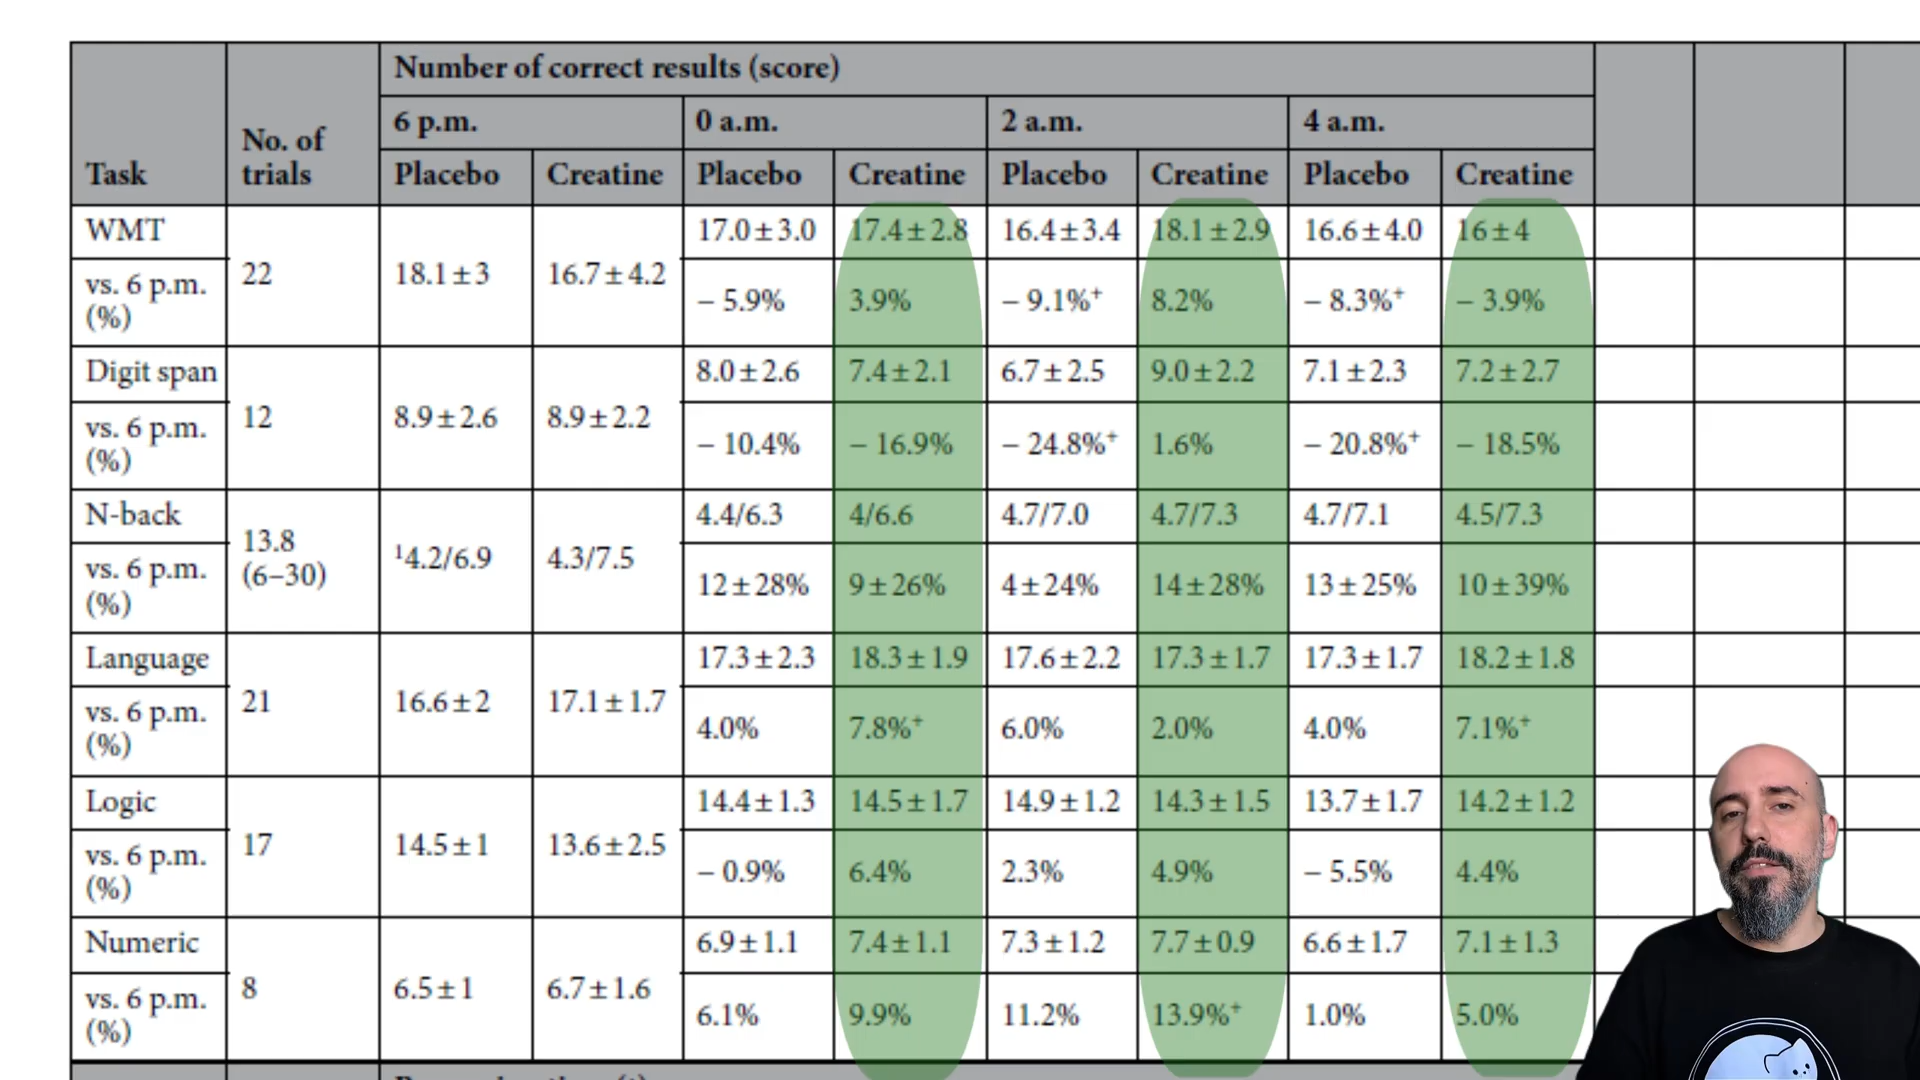 Number of correct results (score)
6 p.m. 0 a.m. 2 a.m. 4 a.m.
Task No. of trials Placebo Creatine Placebo Creatine Placebo Creatine Placebo Creatine
WMT 22 18.1±3 16.7±4.2 17.0±3.0 17.4±2.8 16.4±3.4 18.1±2.9 16.6±4.0 16±4
vs. 6 p.m. (%) – 5.9% 3.9% – 9.1%+ 8.2% – 8.3%+ – 3.9%
Digit span 12 8.9±2.6 8.9±2.2 8.0±2.6 7.4±2.1 6.7±2.5 9.0±2.2 7.1±2.3 7.2±2.7
vs. 6 p.m. (%) – 10.4% – 16.9% – 24.8%+ 1.6% – 20.8%+ – 18.5%
N-back 13.8 (6–30) 14.2/6.9 4.3/7.5 4.4/6.3 4/6.6 4.7/7.0 4.7/7.3 4.7/7.1 4.5/7.3
vs. 6 p.m. (%) 12±28% 9±26% 4±24% 14±28% 13±25% 10±39%
Language 21 16.6±2 17.1±1.7 17.3±2.3 18.3±1.9 17.6±2.2 17.3±1.7 17.3±1.7 18.2±1.8
vs. 6 p.m. (%) 4.0% 7.8%+ 6.0% 2.0% 4.0% 7.1%+
Logic 17 14.5±1 13.6±2.5 14.4±1.3 14.5±1.7 14.9±1.2 14.3±1.5 13.7±1.7 14.2±1.2
vs. 6 p.m. (%) – 0.9% 6.4% 2.3% 4.9% – 5.5% 4.4%
Numeric 8 6.5±1 6.7±1.6 6.9±1.1 7.4±1.1 7.3±1.2 7.7±0.9 6.6±1.7 7.1±1.3
vs. 6 p.m. (%) 6.1% 9.9% 11.2% 13.9%+ 1.0% 5.0%